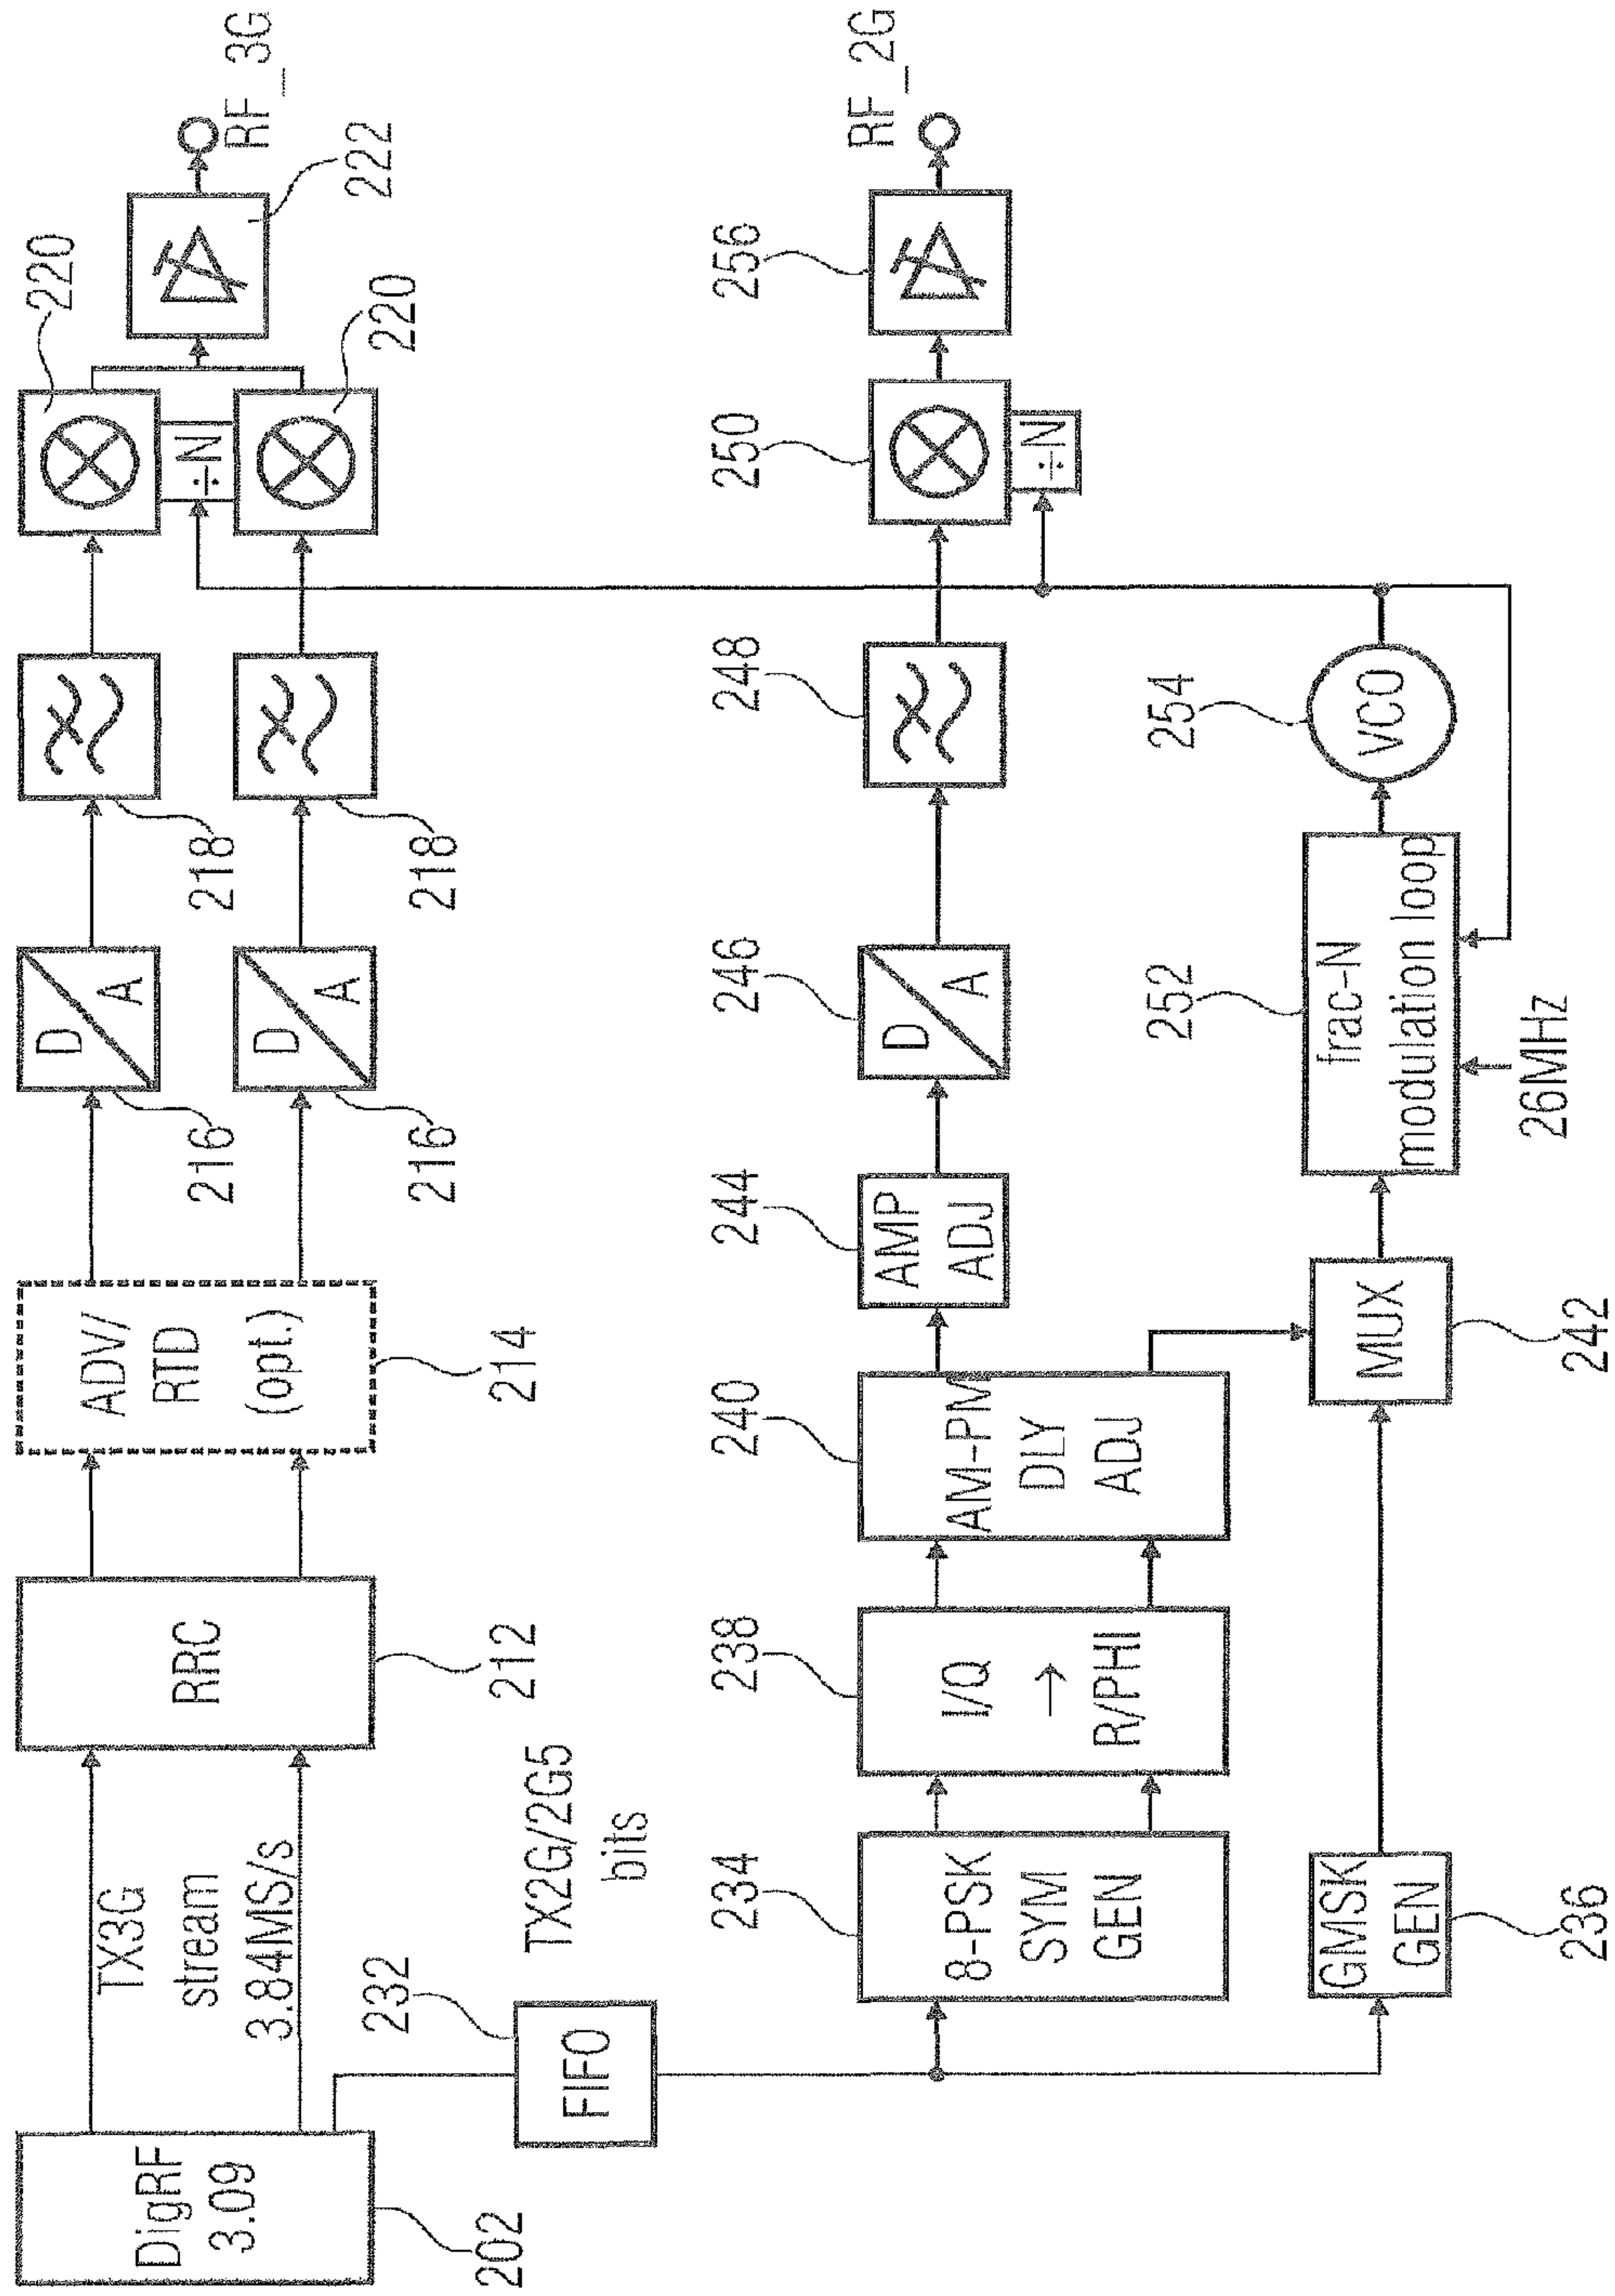 DigRF
3.09
202
TX3G
stream
3.84MS/s
RRC
212
ADV/
RTD
(opt.)
214
D
A
216
D
A
216
218
218
220
÷N
220
222
RF_3G
232
FIFO
TX2G/2G5
bits
234
8-PSK
SYM
GEN
238
I/Q
→
R/PHI
240
AM-PM
DLY
ADJ
244
AMP
ADJ
246
D
A
248
250
÷N
256
RF_2G
GMSK
GEN
236
MUX
242
252
frac-N
modulation loop
26MHz
254
VCO